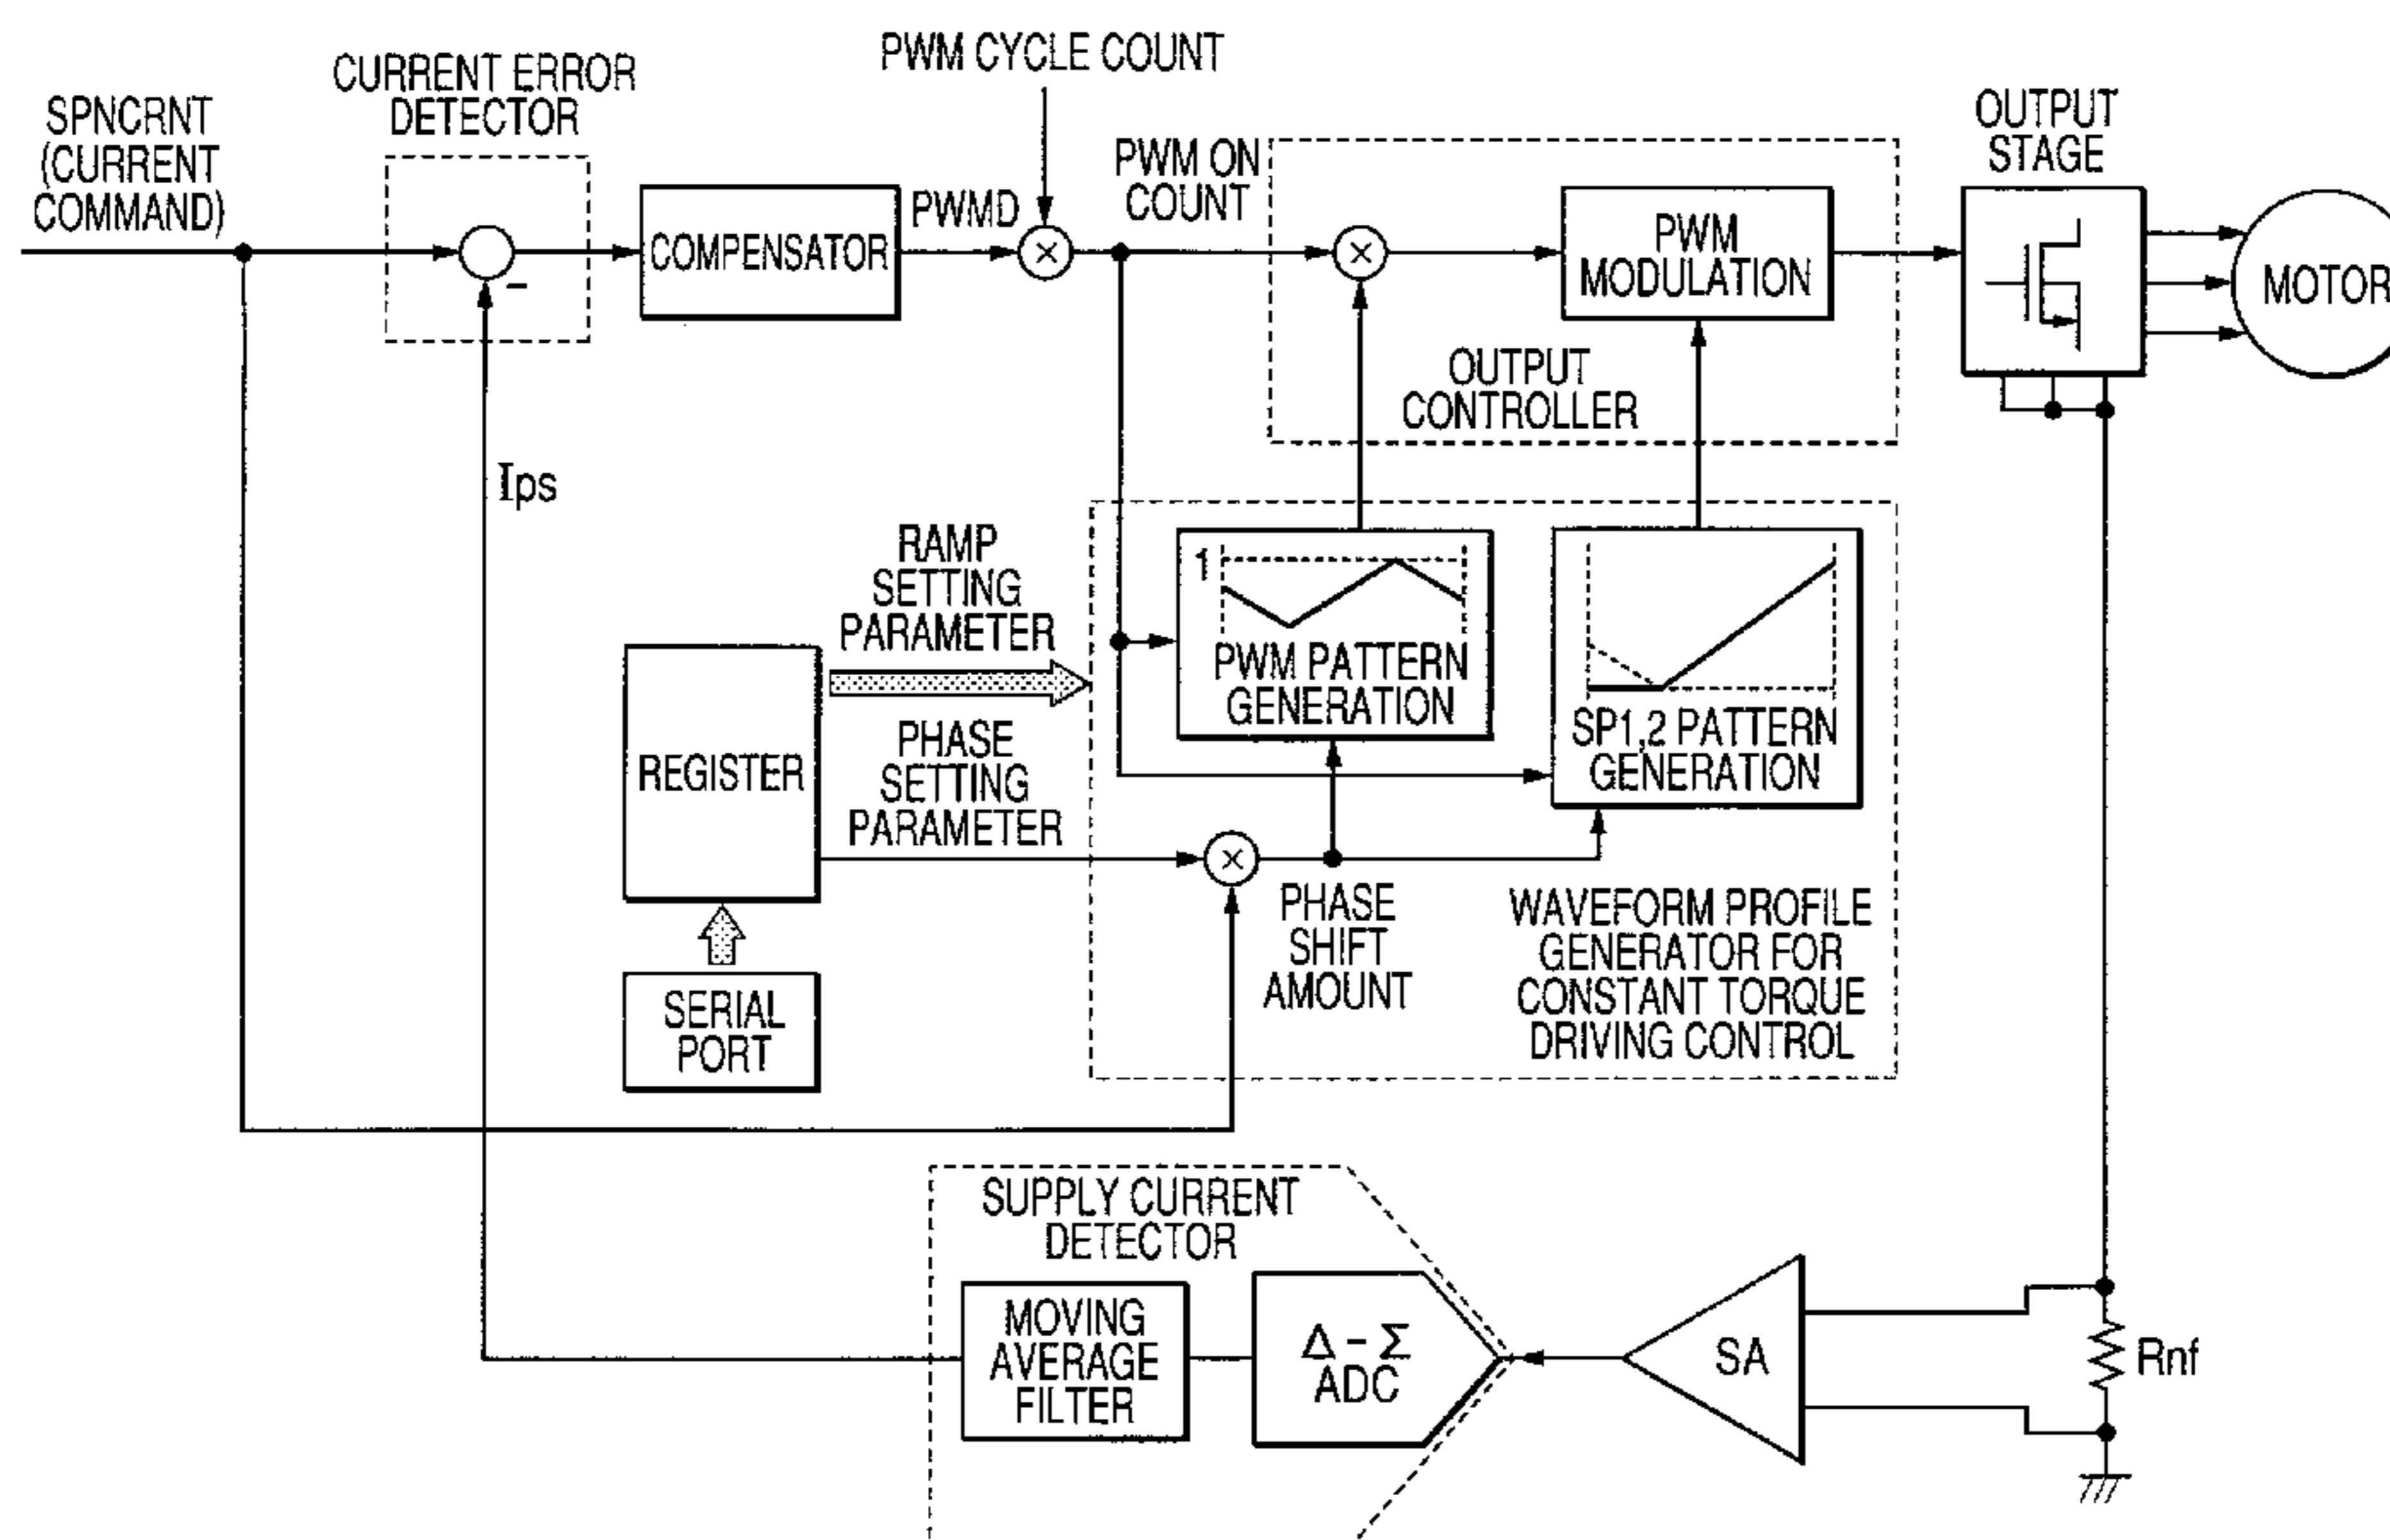 PWM CYCLE COUNT
CURRENT ERROR
DETECTOR
SPNCRNT
(CURRENT
COMMAND)
-
COMPENSATOR
PWMD
×
PWM ON
COUNT
×
PWM
MODULATION
OUTPUT
CONTROLLER
OUTPUT
STAGE
MOTOR
Ips
RAMP
SETTING
PARAMETER
REGISTER
PHASE
SETTING
PARAMETER
SERIAL
PORT
1
PWM PATTERN
GENERATION
SP1,2 PATTERN
GENERATION
×
PHASE
SHIFT
AMOUNT
WAVEFORM PROFILE
GENERATOR FOR
CONSTANT TORQUE
DRIVING CONTROL
SUPPLY CURRENT
DETECTOR
MOVING
AVERAGE
FILTER
Δ - Σ
ADC
SA
Rnf